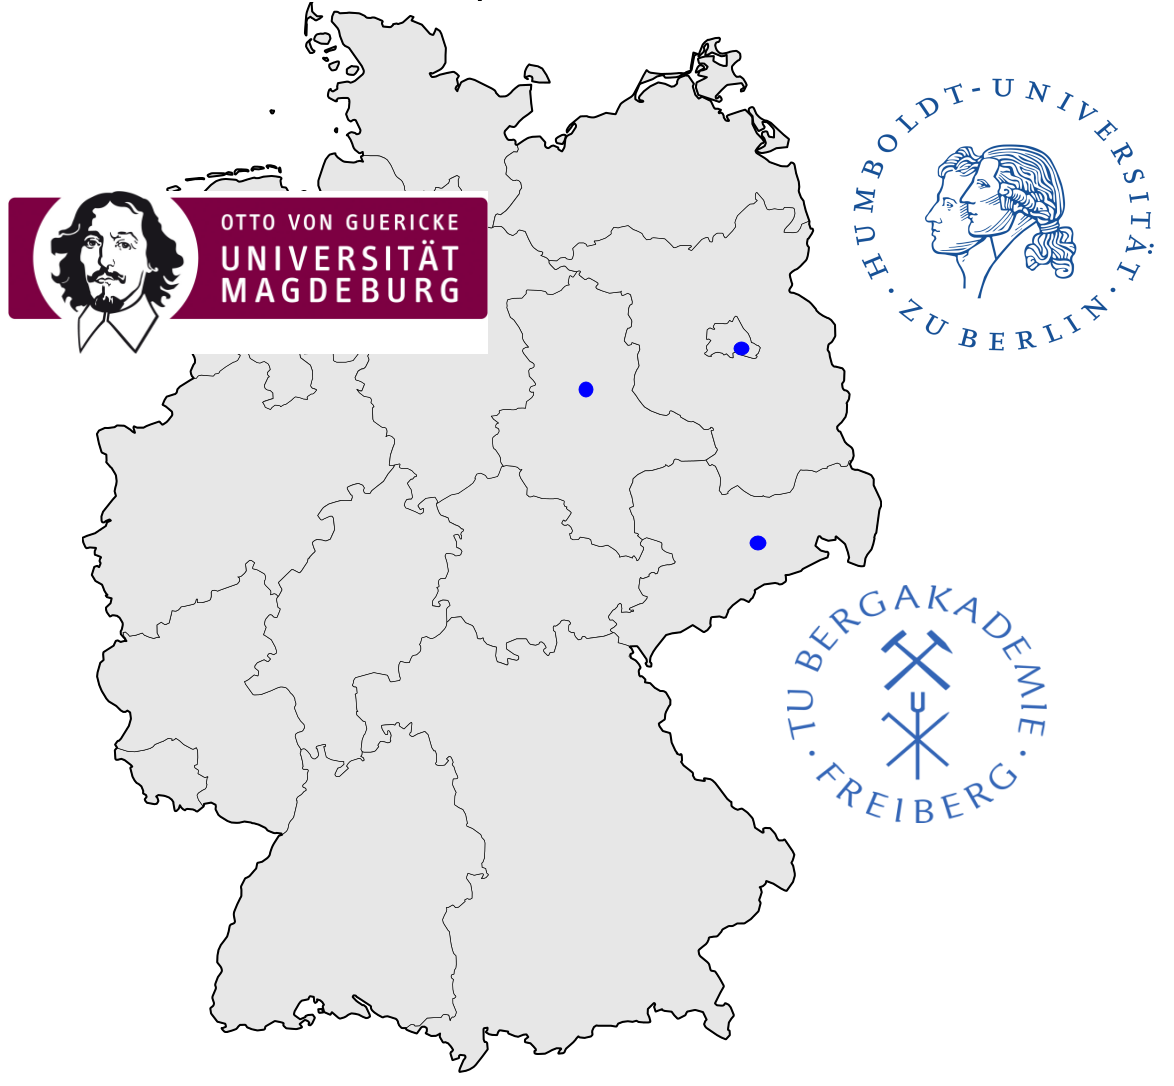 OTTO VON GUERICKE
UNIVERSITÄT
MAGDEBURG
HUMBOLDT-UNIVERSITÄT
· ZU BERLIN ·
TU BERGAKADEMIE
· FREIBERG ·